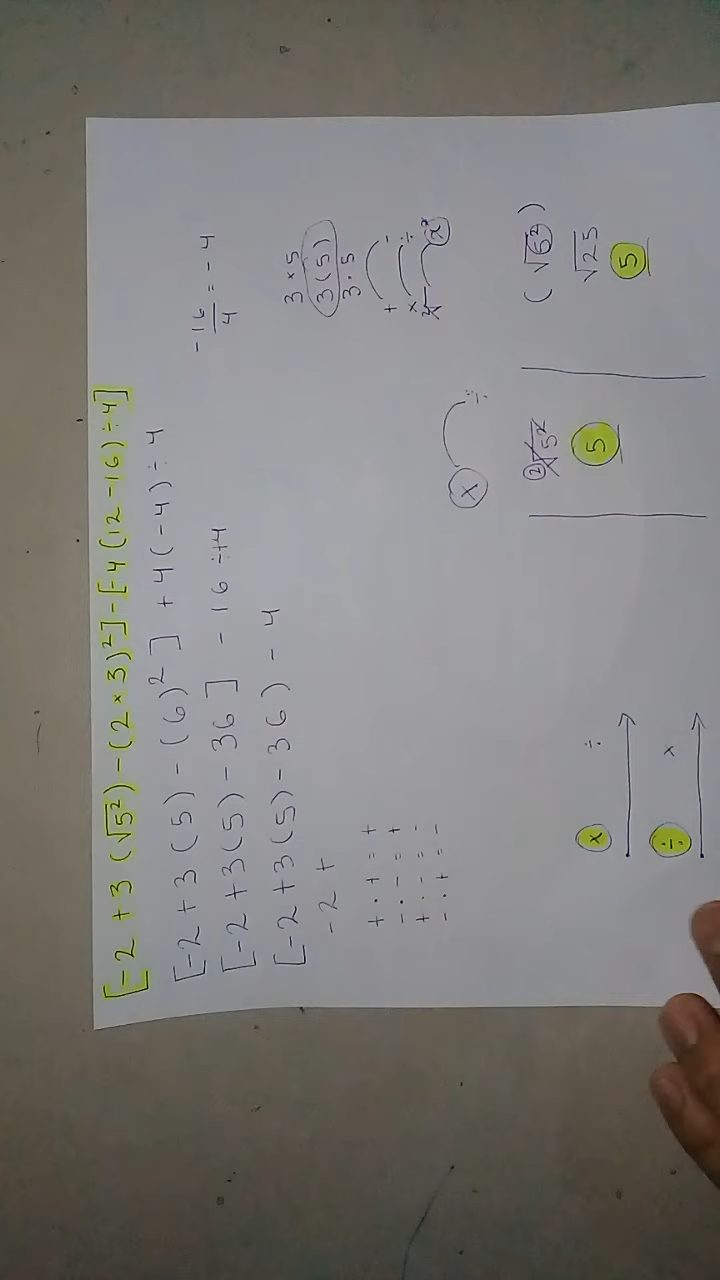 [-2 + 3 (√5²) - (2 × 3)²] - [-4 (12 - 16) ÷ 4]
[-2 + 3 (5) - (6)²] + 4 (-4) ÷ 4
[-2 + 3 (5) - 36] - 16 ÷ +4
[-2 + 3 (5) - 36) - 4
-2 +
-16/4 = -4
3 × 5
3 (5)
3 · 5
+ -
× ÷
+ · + = +
- · - = +
+ · - = -
- · + = -
× ÷
²√5²
5
(√6²)
√25
5
× ÷
÷ ×